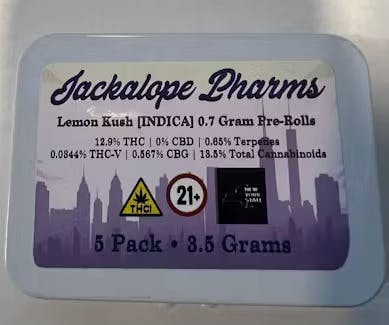 Jackalope Pharms
Lemon Kush [INDICA] 0.7 Gram Pre-Rolls
12.9% THC | 0% CBD | 0.65% Terpenes
0.0844% THC-V | 0.567% CBG | 13.5% Total Cannabinoids
THC!
21+
NEW
YORK
STATE
5 Pack • 3.5 Grams